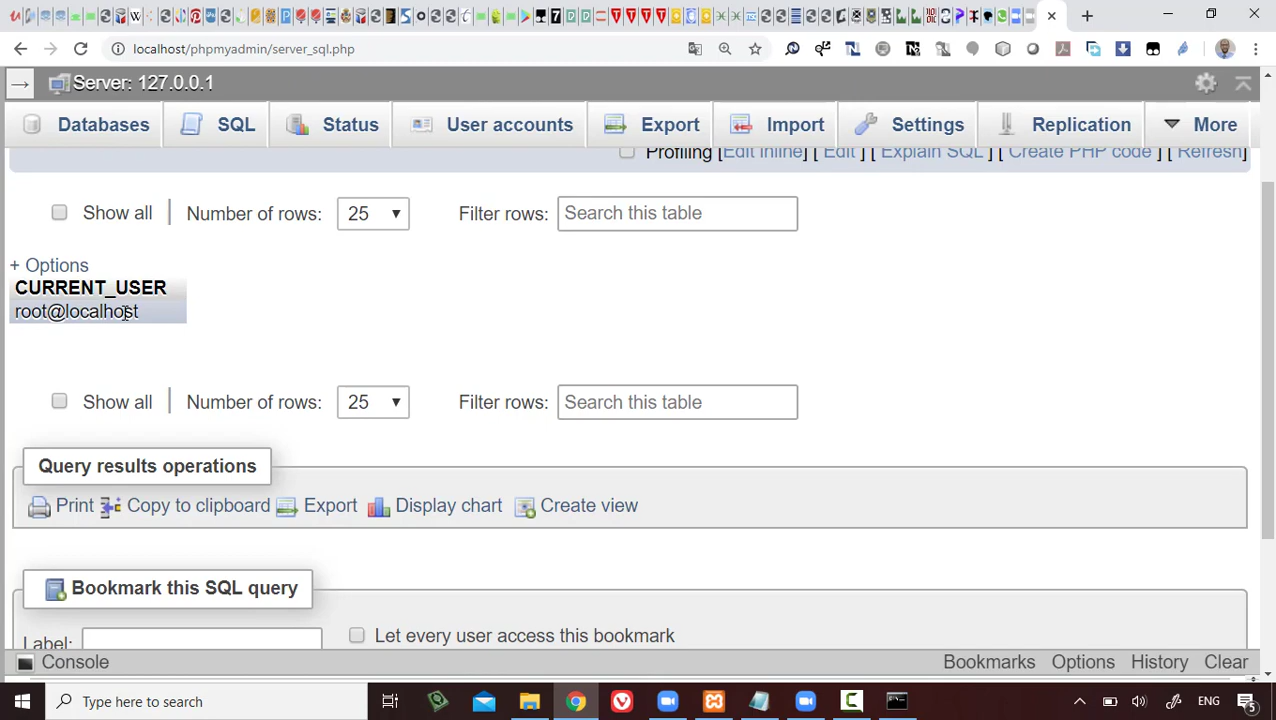 localhost/phpmyadmin/server_sql.php
Server: 127.0.0.1
Databases SQL Status User accounts Export Import Settings Replication More
Profiling [Edit inline] [ Edit ] [ Explain SQL ] [ Create PHP code ] [ Refresh]
Show all Number of rows: 25 Filter rows: Search this table
+ Options
CURRENT_USER
root@localhost
Show all Number of rows: 25 Filter rows: Search this table
Query results operations
Print Copy to clipboard Export Display chart Create view
Bookmark this SQL query
Label: Let every user access this bookmark
Console Bookmarks Options History Clear
Type here to search ENG 5